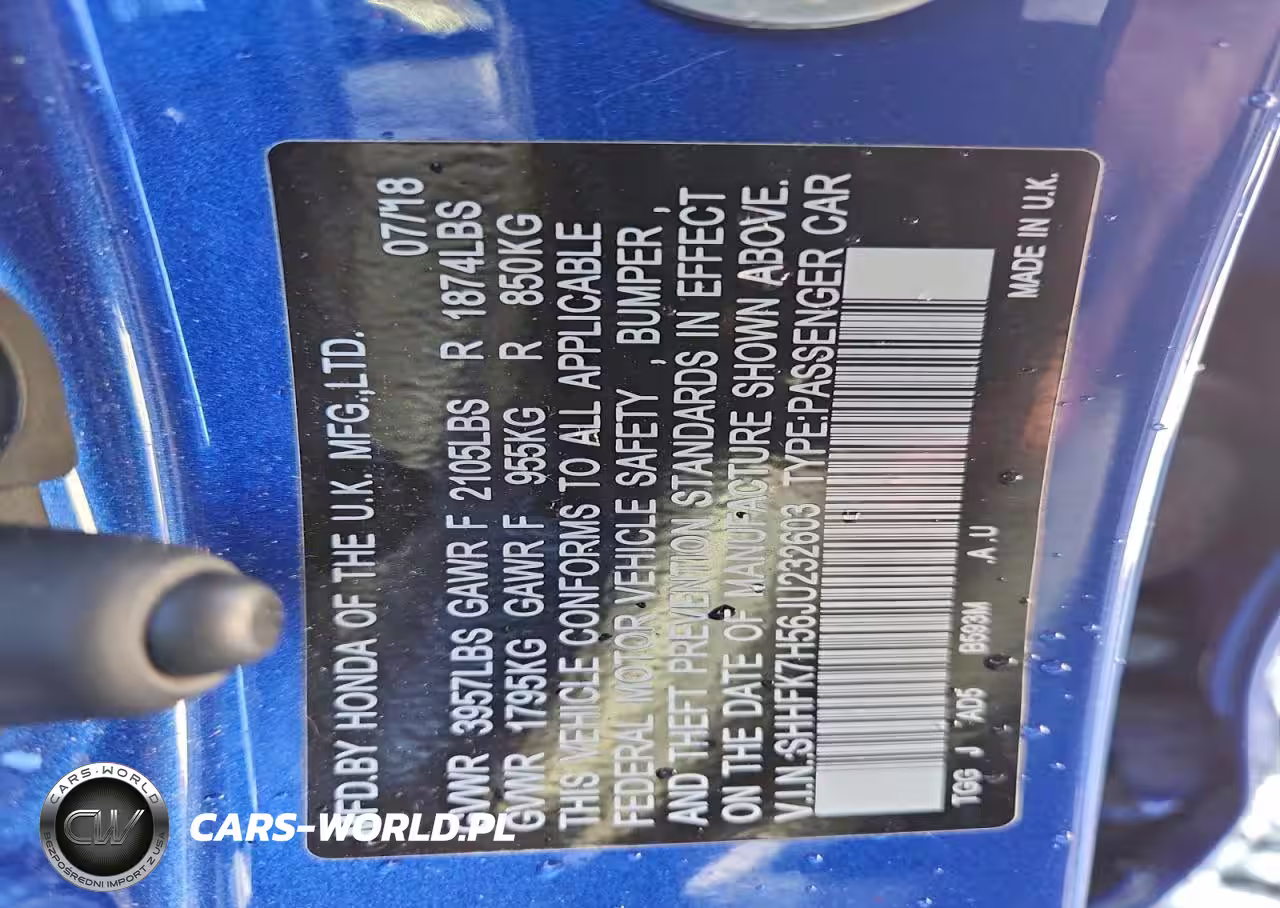 MFD.BY HONDA OF THE U.K. MFG.,LTD. 07/18
GVWR 3957LBS GAWR F 2105LBS R 1874LBS
GVWR 1795KG GAWR F 955KG R 850KG
THIS VEHICLE CONFORMS TO ALL APPLICABLE
FEDERAL MOTOR VEHICLE SAFETY , BUMPER ,
AND THEFT PREVENTION STANDARDS IN EFFECT
ON THE DATE OF MANUFACTURE SHOWN ABOVE.
V.I.N.:SHHFK7H56JU232603 TYPE:PASSENGER CAR
TGG J AD5 B593M .A.U
MADE IN U.K.
CARS-WORLD
CW
BEZPOŚREDNI IMPORT Z USA
CARS-WORLD.PL